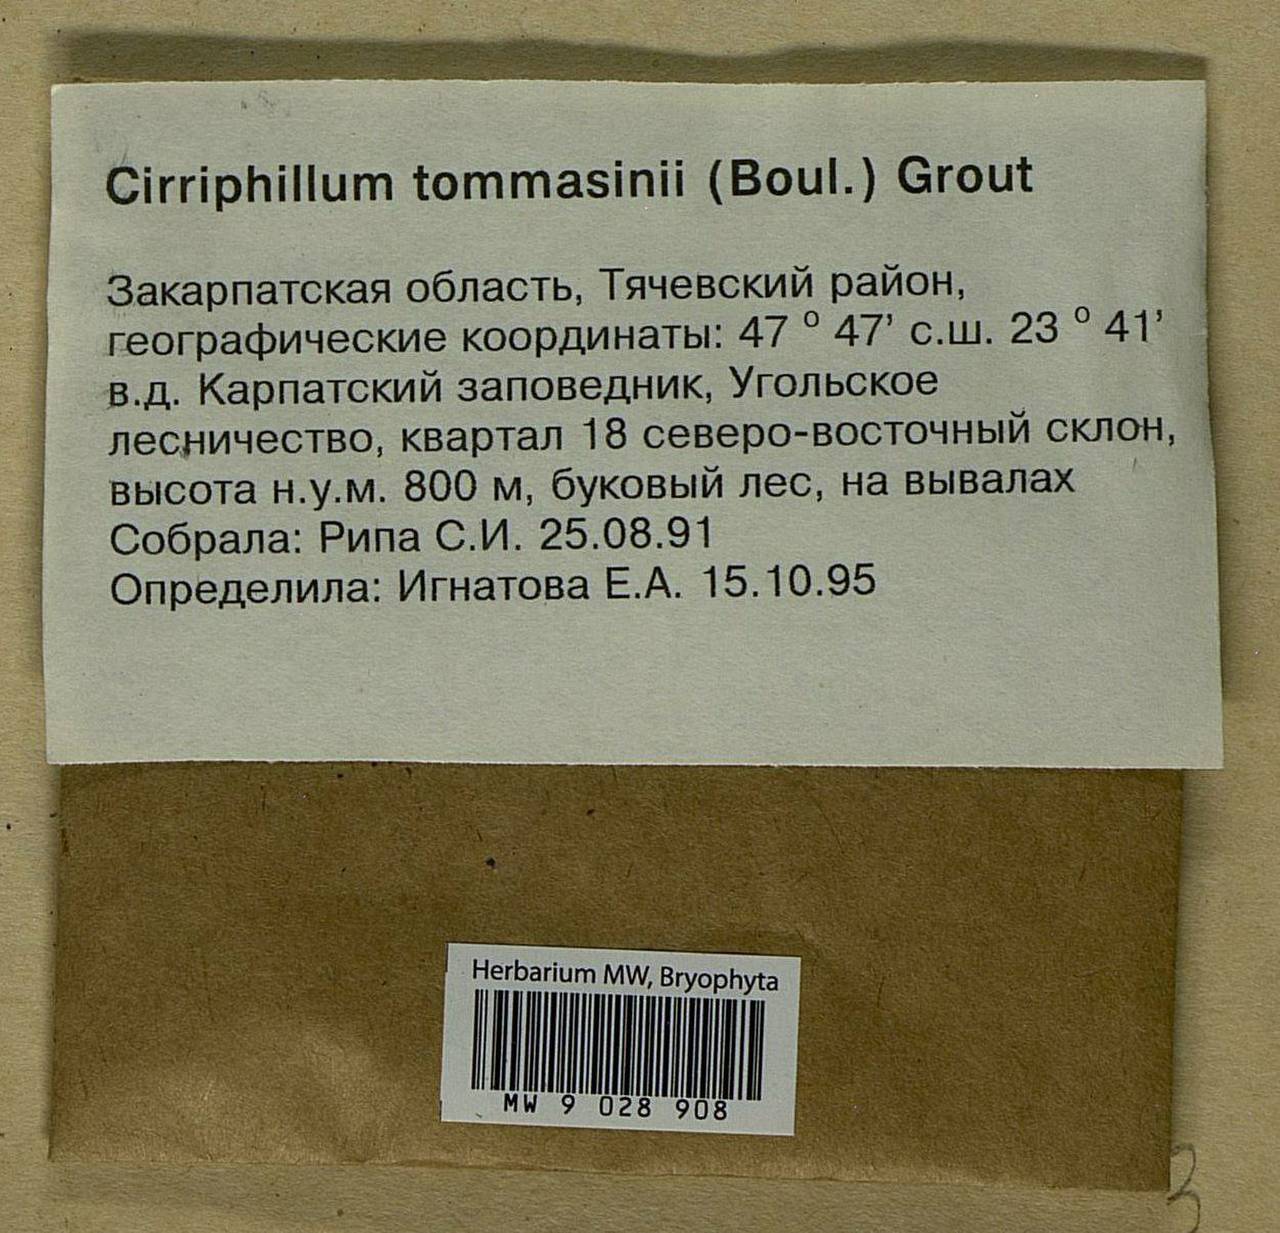 Cirriphillum tommasinii (Boul.) Grout
Закарпатская область, Тячевский район,
географические координаты: 47 º 47’ с.ш. 23 º 41’
в.д. Карпатский заповедник, Угольское
лесничество, квартал 18 северо-восточный склон,
высота н.у.м. 800 м, буковый лес, на вывалах
Собрала: Рипа С.И. 25.08.91
Определила: Игнатова Е.А. 15.10.95
Herbarium MW, Bryophyta
MW 9 028 908
3